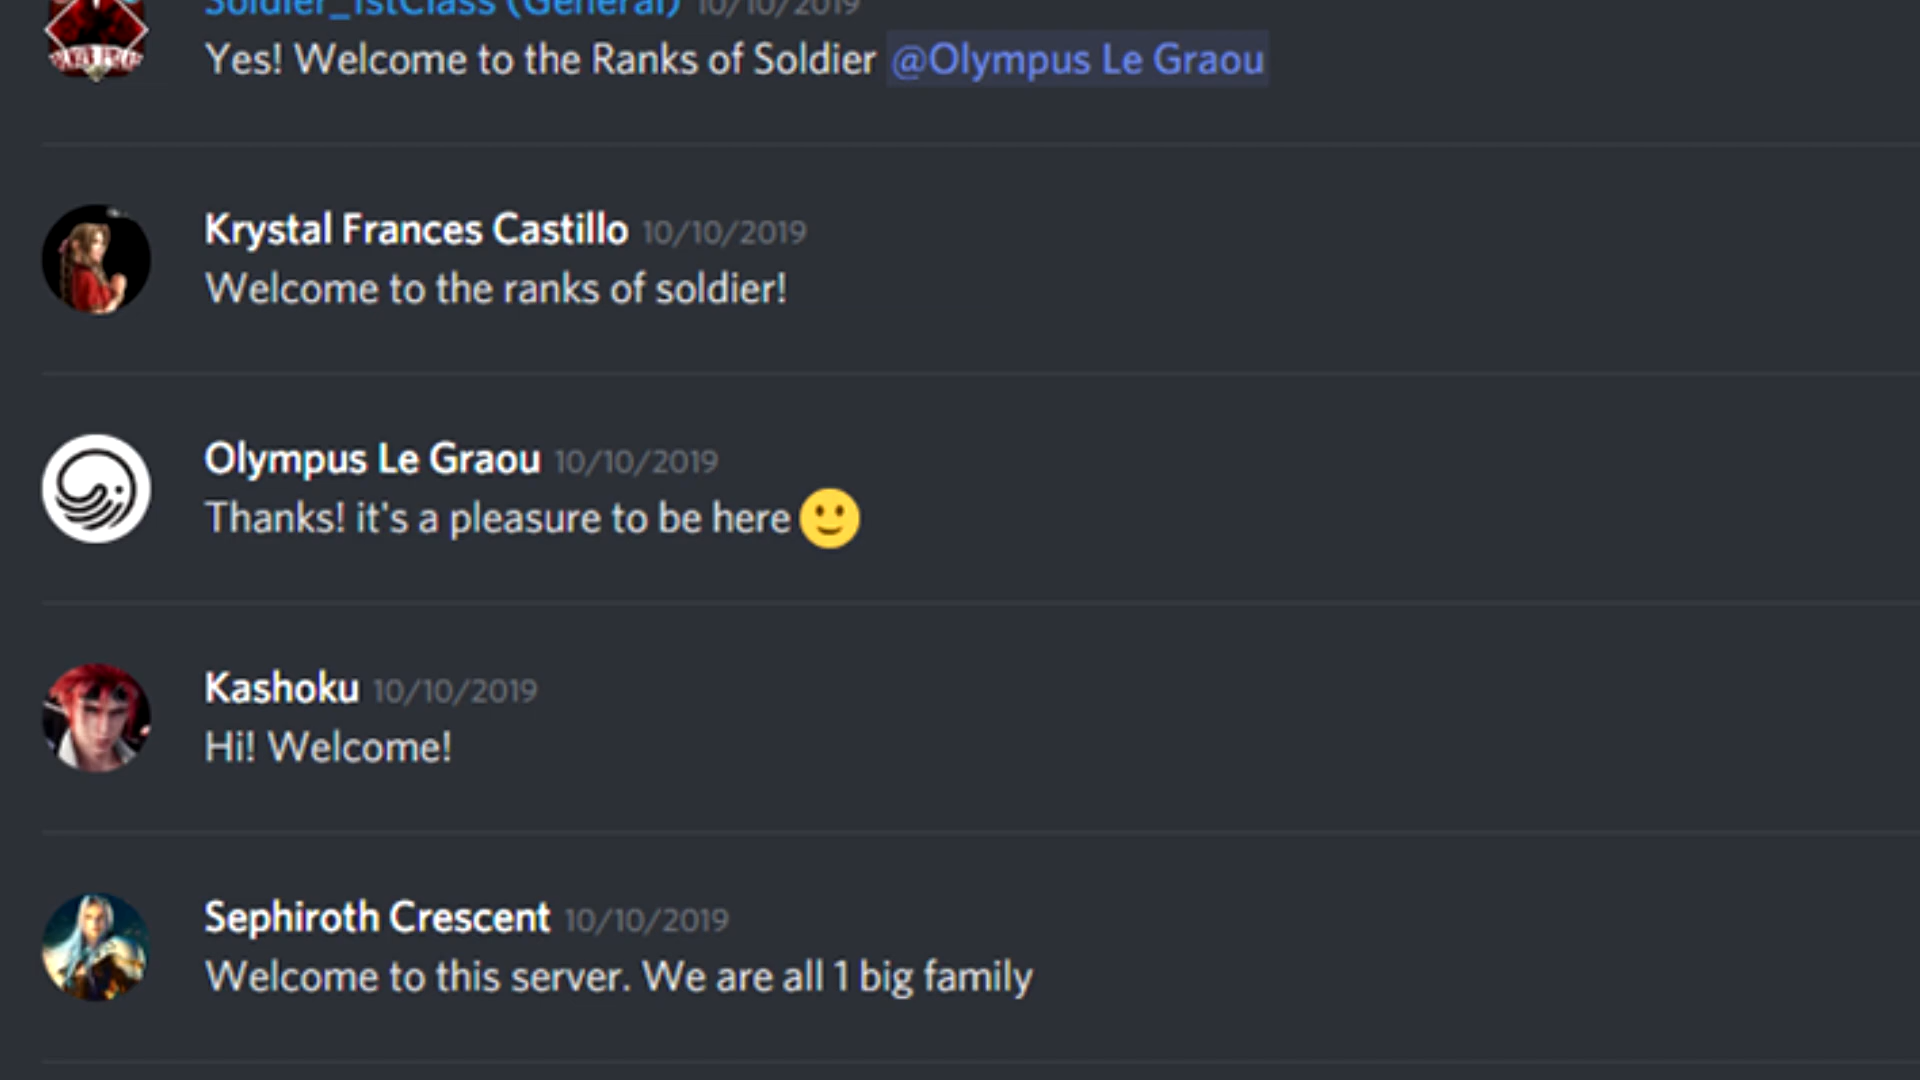 Soldier_1stClass (General) 10/10/2019
Yes! Welcome to the Ranks of Soldier @Olympus Le Graou
Krystal Frances Castillo 10/10/2019
Welcome to the ranks of soldier!
Olympus Le Graou 10/10/2019
Thanks! it's a pleasure to be here 🙂
Kashoku 10/10/2019
Hi! Welcome!
Sephiroth Crescent 10/10/2019
Welcome to this server. We are all 1 big family